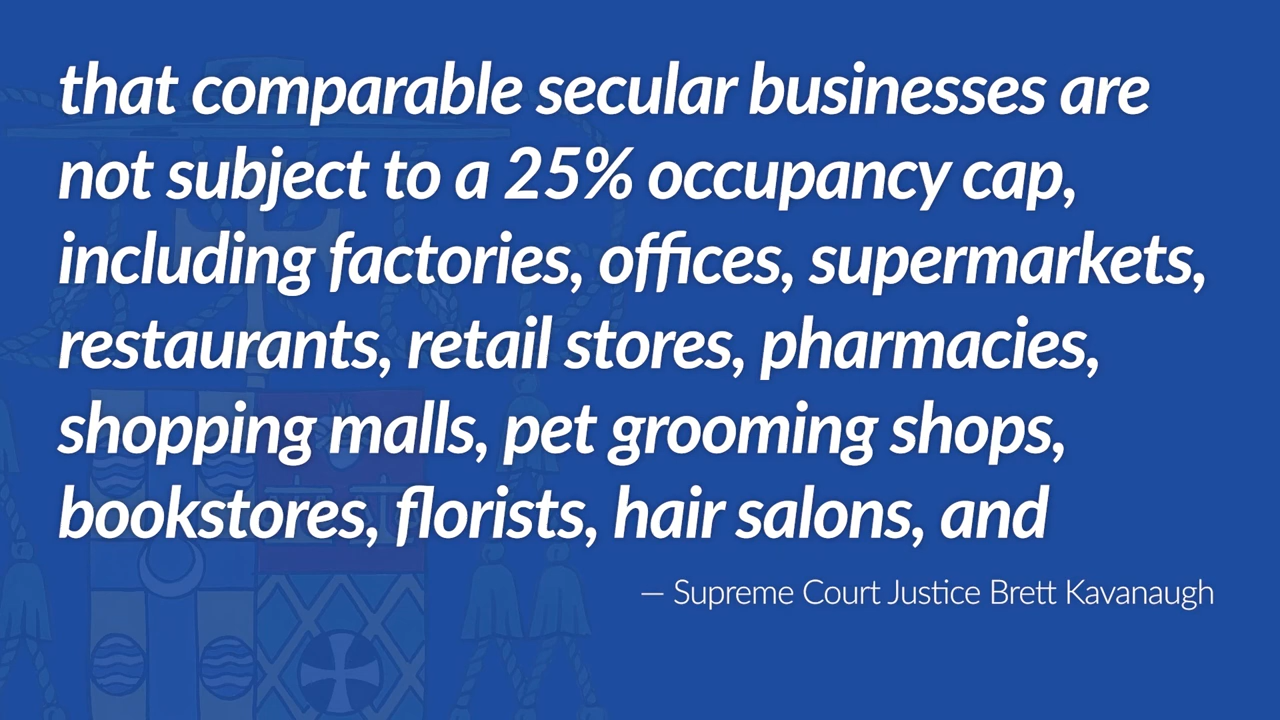 that comparable secular businesses are
not subject to a 25% occupancy cap,
including factories, offices, supermarkets,
restaurants, retail stores, pharmacies,
shopping malls, pet grooming shops,
bookstores, florists, hair salons, and
— Supreme Court Justice Brett Kavanaugh